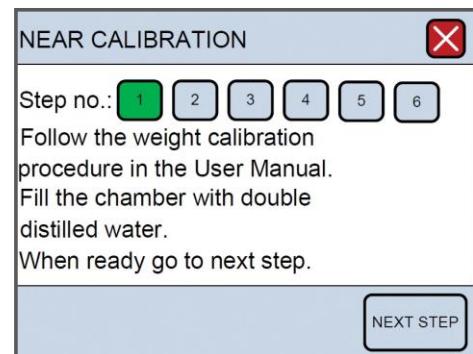 NEAR CALIBRATION
Step no.: 1 2 3 4 5 6
Follow the weight calibration
procedure in the User Manual.
Fill the chamber with double
distilled water.
When ready go to next step.
NEXT STEP